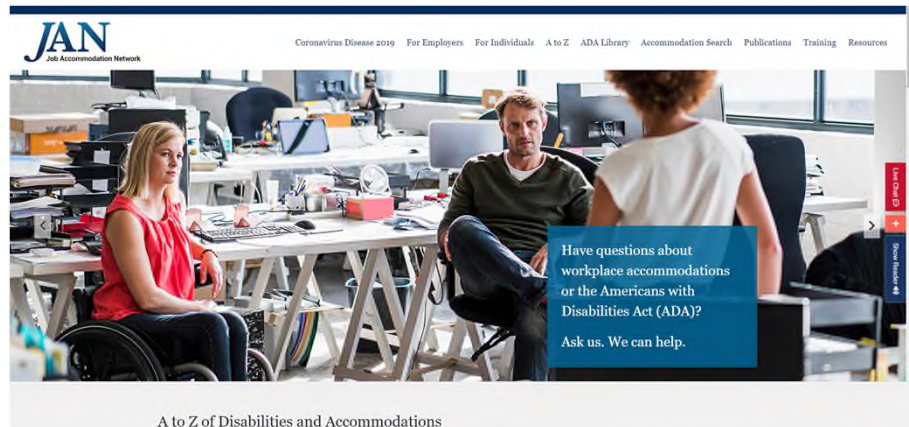 JAN
Job Accommodation Network
Coronavirus Disease 2019 For Employers For Individuals A to Z ADA Library Accommodation Search Publications Training Resources
Live Chat
+
Show Reader
Have questions about
workplace accommodations
or the Americans with
Disabilities Act (ADA)?
Ask us. We can help.
A to Z of Disabilities and Accommodations